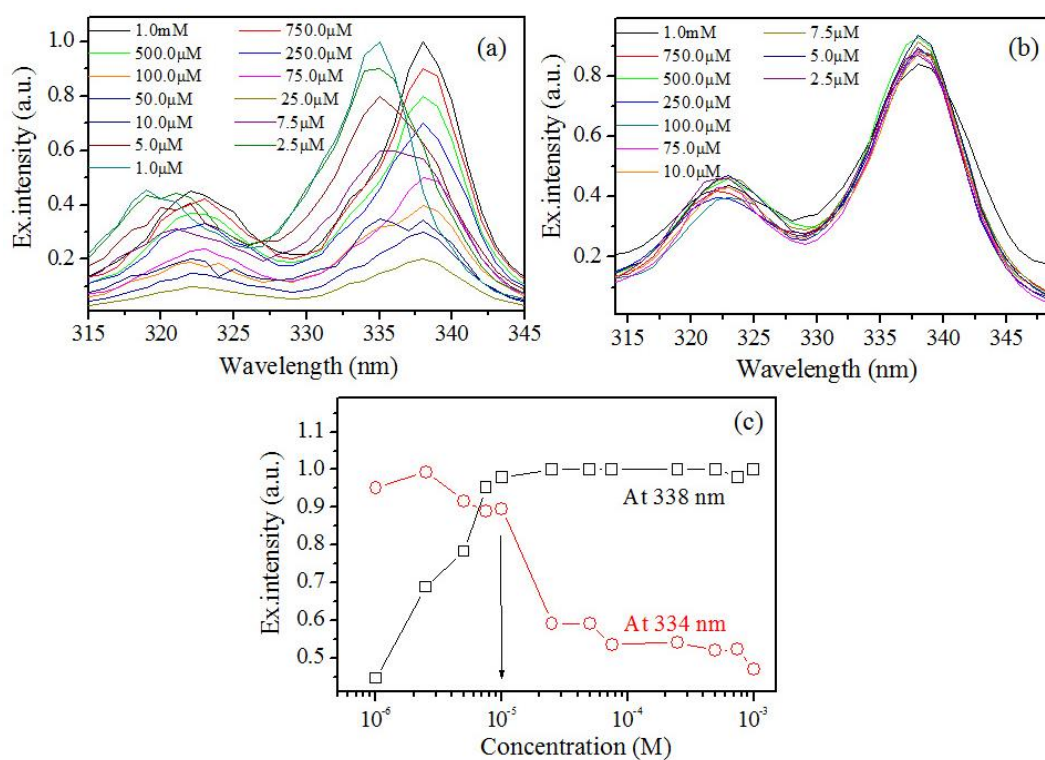 1.0mM 750.0µM (a)
500.0µM 250.0µM
100.0µM 75.0µM
50.0µM 25.0µM
10.0µM 7.5µM
5.0µM 2.5µM
1.0µM
1.0
0.8
0.6
0.4
0.2
Ex.intensity (a.u.)
315 320 325 330 335 340 345
Wavelength (nm)
1.0mM 7.5µM (b)
750.0µM 5.0µM
500.0µM 2.5µM
250.0µM
100.0µM
75.0µM
10.0µM
0.8
0.6
0.4
0.2
Ex.intensity (a.u.)
315 320 325 330 335 340 345
Wavelength (nm)
(c)
1.1
1.0
0.9
0.8
0.7
0.6
0.5
Ex.intensity (a.u.)
At 338 nm
At 334 nm
10⁻⁶ 10⁻⁵ 10⁻⁴ 10⁻³
Concentration (M)